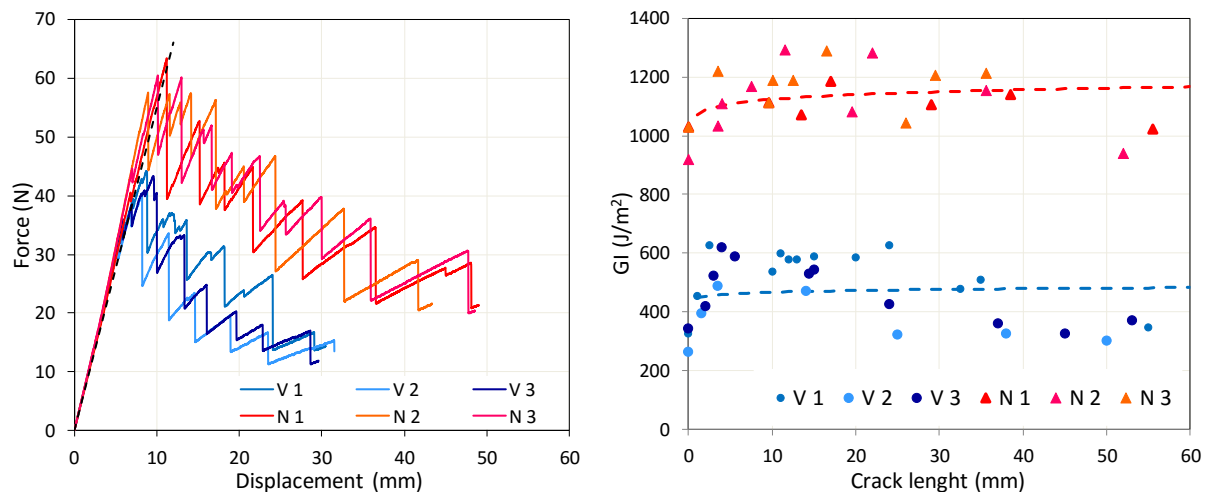 70
60
50
40
30
20
10
0
Force (N)
0 10 20 30 40 50 60
Displacement (mm)
V 1 V 2 V 3
N 1 N 2 N 3
1400
1200
1000
800
600
400
200
0
GI (J/m²)
0 10 20 30 40 50 60
Crack lenght (mm)
V 1 V 2 V 3 N 1 N 2 N 3